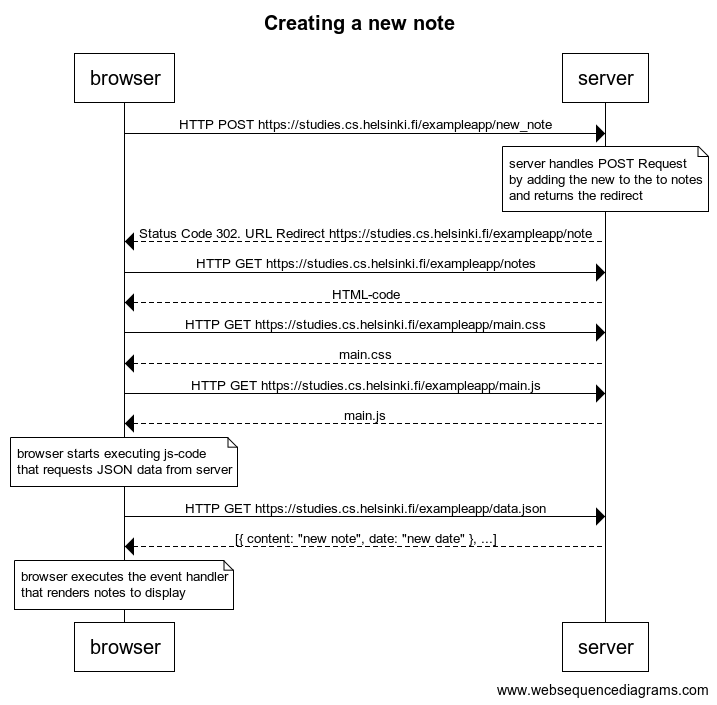 Creating a new note
browser
server
HTTP POST https://studies.cs.helsinki.fi/exampleapp/new_note
server handles POST Request
by adding the new to the to notes
and returns the redirect
Status Code 302. URL Redirect https://studies.cs.helsinki.fi/exampleapp/note
HTTP GET https://studies.cs.helsinki.fi/exampleapp/notes
HTML-code
HTTP GET https://studies.cs.helsinki.fi/exampleapp/main.css
main.css
HTTP GET https://studies.cs.helsinki.fi/exampleapp/main.js
main.js
browser starts executing js-code
that requests JSON data from server
HTTP GET https://studies.cs.helsinki.fi/exampleapp/data.json
[{ content: "new note", date: "new date" }, ...]
browser executes the event handler
that renders notes to display
browser
server
www.websequencediagrams.com